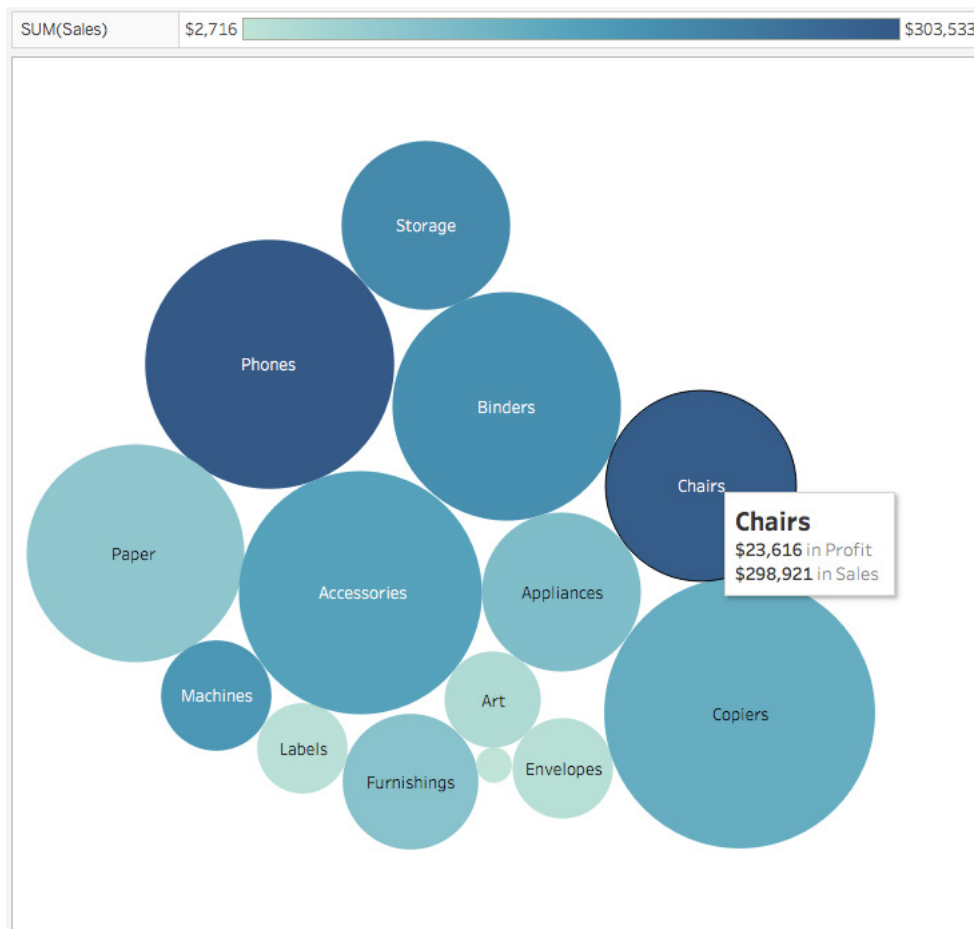 SUM(Sales) $2,716 $303,533
Storage
Phones
Binders
Chairs
Chairs
$23,616 in Profit
$298,921 in Sales
Paper
Accessories
Appliances
Machines
Art
Copiers
Labels
Envelopes
Furnishings